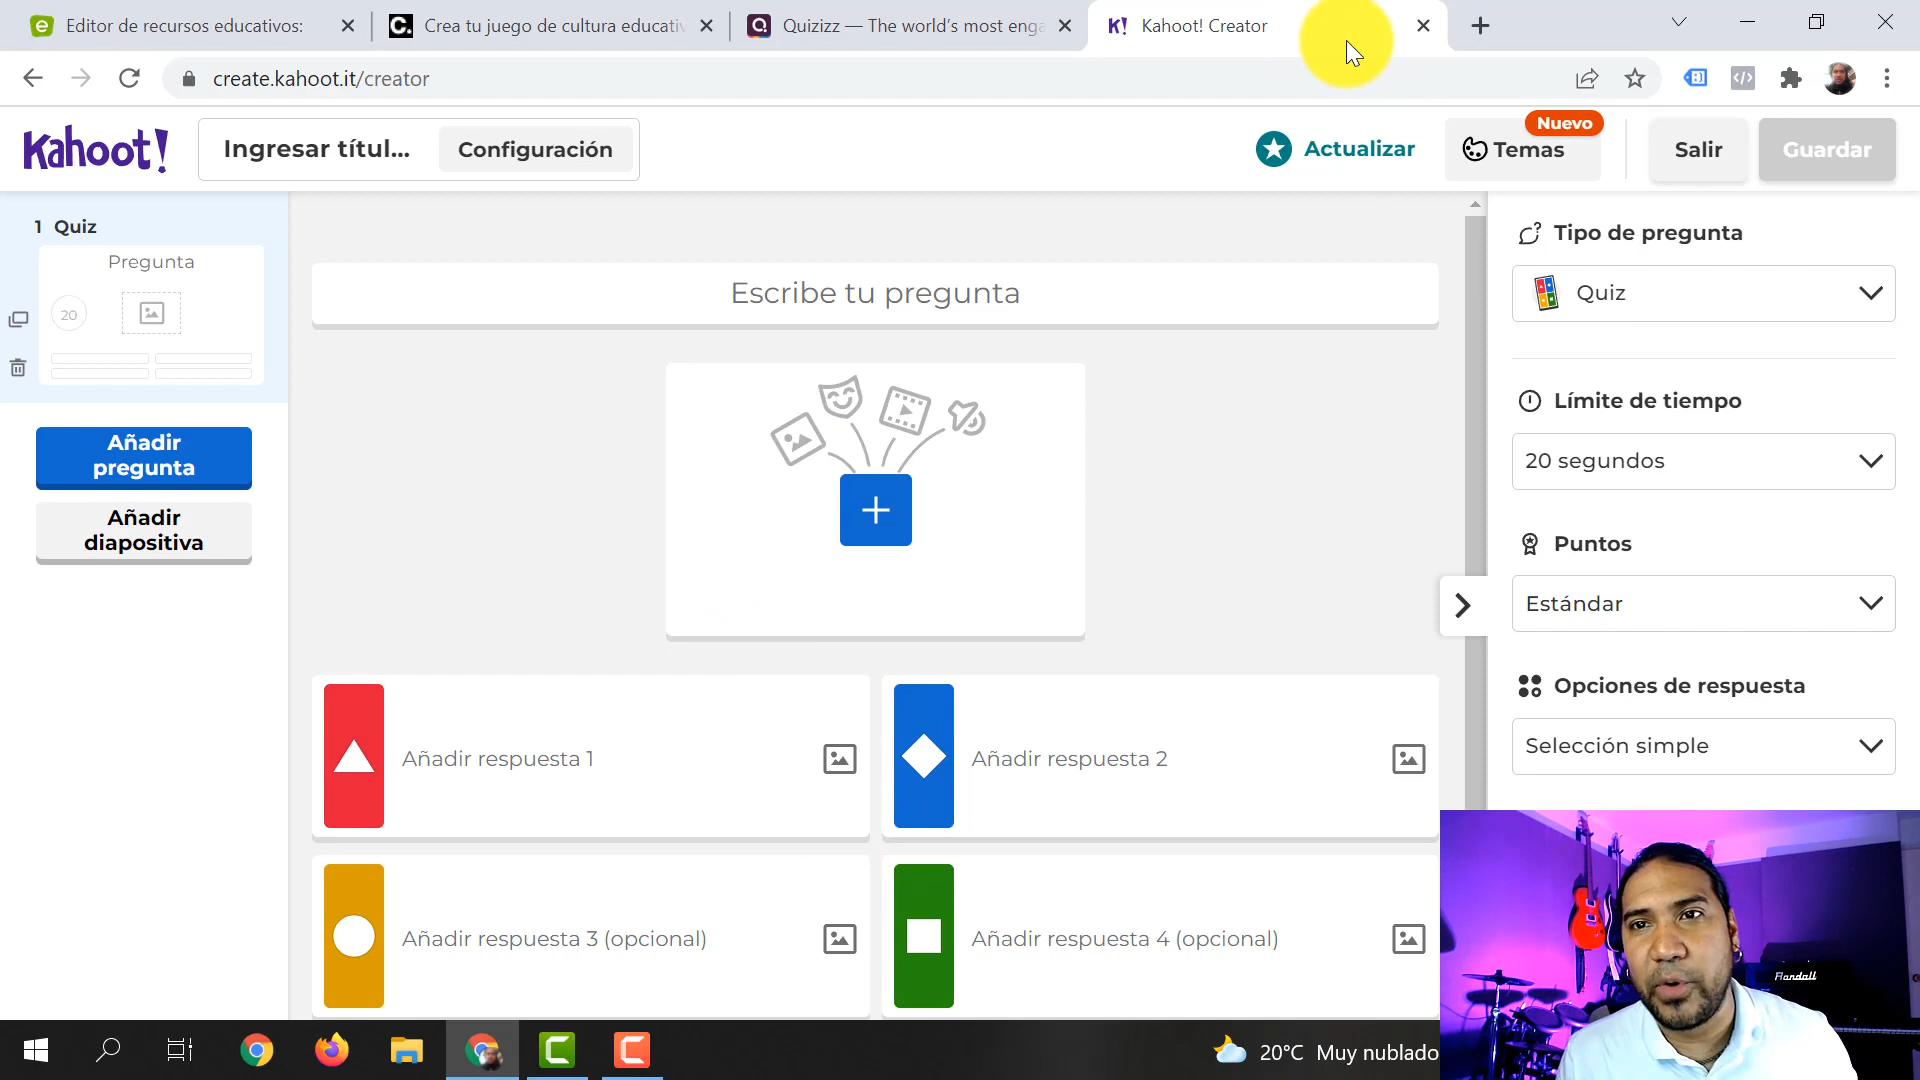 Editor de recursos educativos:
Crea tu juego de cultura educativ
Quizizz — The world's most enga
Kahoot! Creator
create.kahoot.it/creator
Kahoot!
Ingresar títul...
Configuración
Actualizar
Nuevo
Temas
Salir
Guardar
1 Quiz
Pregunta
20
Añadir
pregunta
Añadir
diapositiva
Escribe tu pregunta
Añadir respuesta 1
Añadir respuesta 2
Añadir respuesta 3 (opcional)
Añadir respuesta 4 (opcional)
Tipo de pregunta
Quiz
Límite de tiempo
20 segundos
Puntos
Estándar
Opciones de respuesta
Selección simple
Randall
20°C Muy nublado